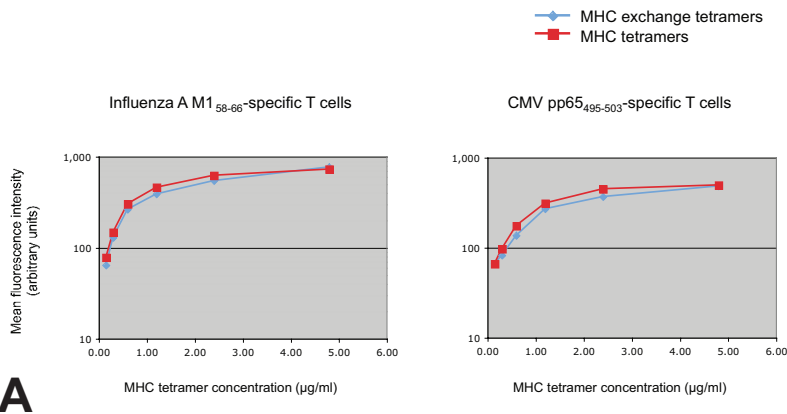 MHC exchange tetramers
MHC tetramers
Influenza A M158-66-specific T cells
CMV pp65495-503-specific T cells
Mean fluorescence intensity
(arbitrary units)
1,000
100
10
0.00 1.00 2.00 3.00 4.00 5.00 6.00
MHC tetramer concentration (µg/ml)
1,000
100
10
0.00 1.00 2.00 3.00 4.00 5.00 6.00
MHC tetramer concentration (µg/ml)
A